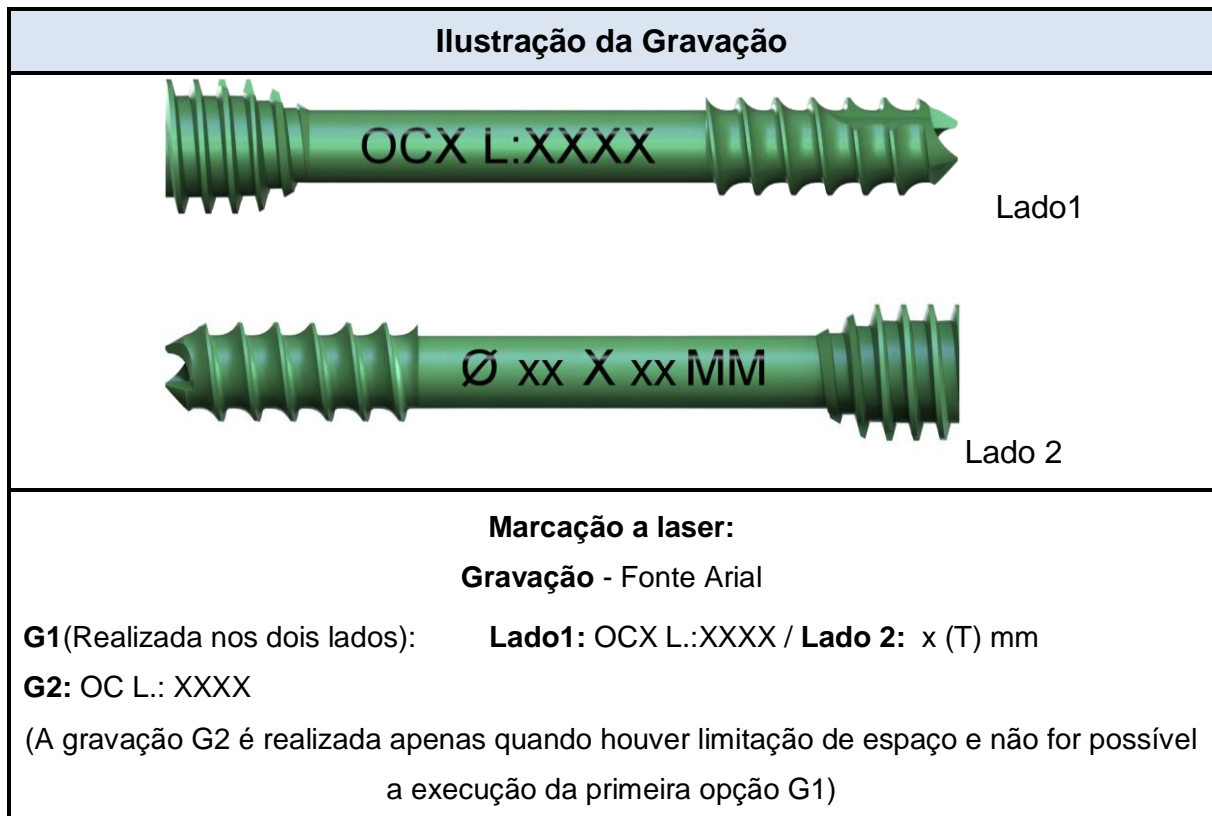 Ilustração da Gravação
OCX L:XXXX
Lado1
Ø xx X xx MM
Lado 2
Marcação a laser:
Gravação - Fonte Arial
G1(Realizada nos dois lados): Lado1: OCX L.:XXXX / Lado 2: x (T) mm
G2: OC L.: XXXX
(A gravação G2 é realizada apenas quando houver limitação de espaço e não for possível
a execução da primeira opção G1)